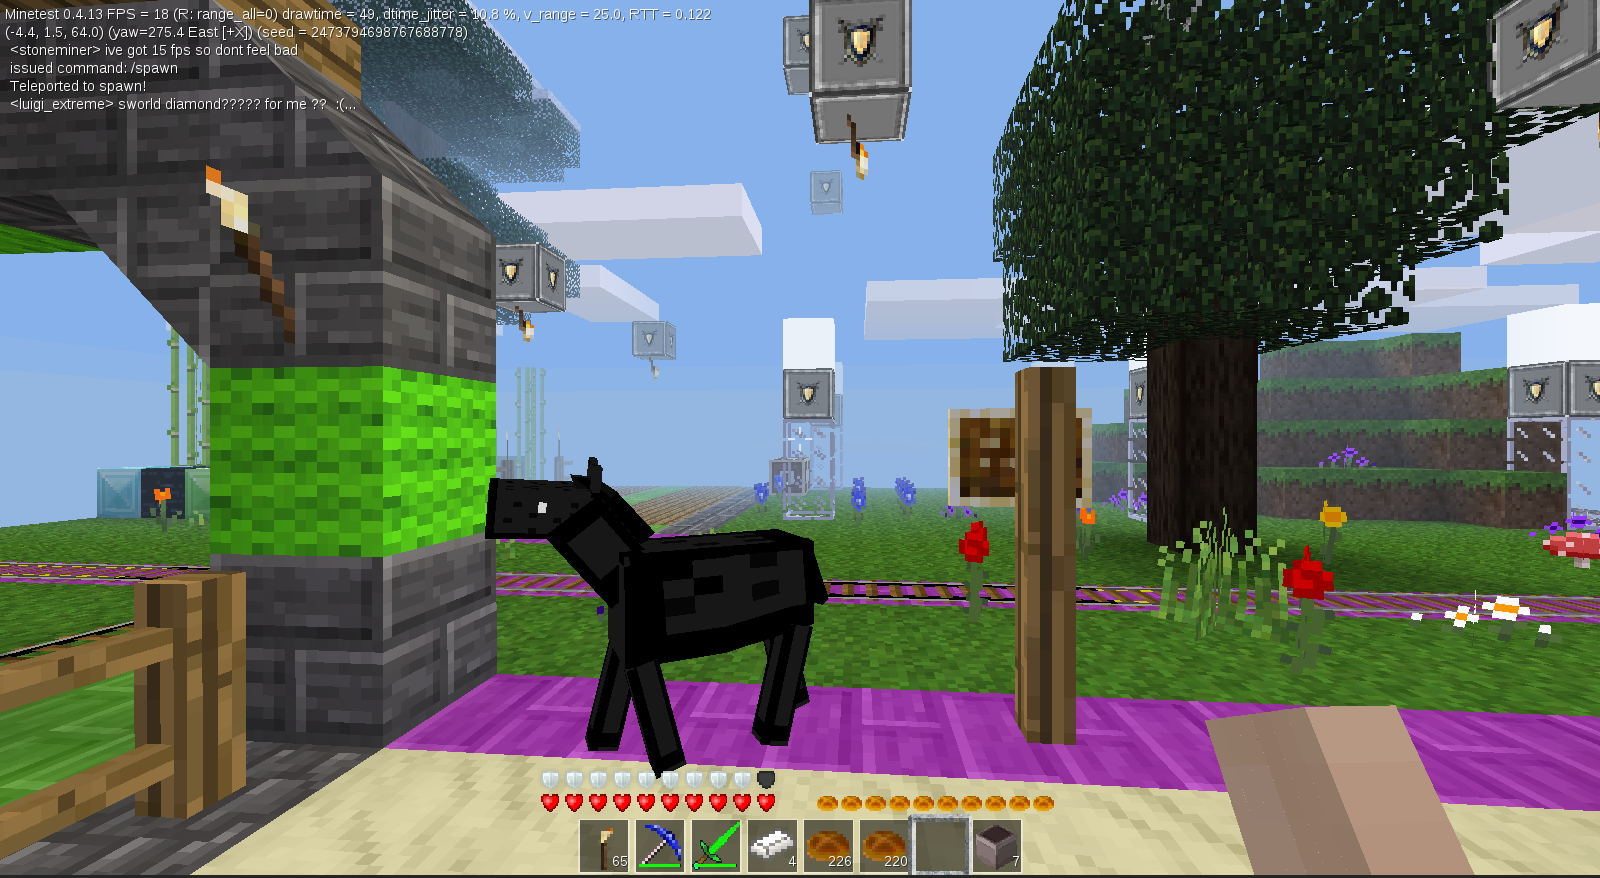 Minetest 0.4.13 FPS = 18 (R: range_all=0) drawtime = 49, dtime_jitter = 10.8 %, v_range = 25.0, RTT = 0.122
(-4.4, 1.5, 64.0) (yaw=275.4 East [+X]) (seed = 2473794698767688778)
<stoneminer> ive got 15 fps so dont feel bad
issued command: /spawn
Teleported to spawn!
<luigi_extreme> sworld diamond????? for me ??  :(...
65 4 226 220 7